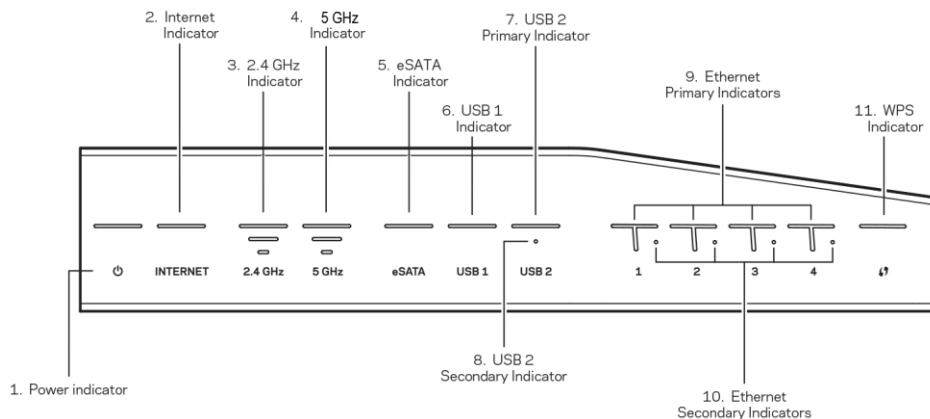 2. Internet
Indicator
4. 5 GHz
Indicator
7. USB 2
Primary Indicator
3. 2.4 GHz
Indicator
5. eSATA
Indicator
9. Ethernet
Primary Indicators
6. USB 1
Indicator
11. WPS
Indicator
INTERNET
2.4 GHz
5 GHz
eSATA
USB 1
USB 2
1
2
3
4
8. USB 2
Secondary Indicator
1. Power indicator
10. Ethernet
Secondary Indicators